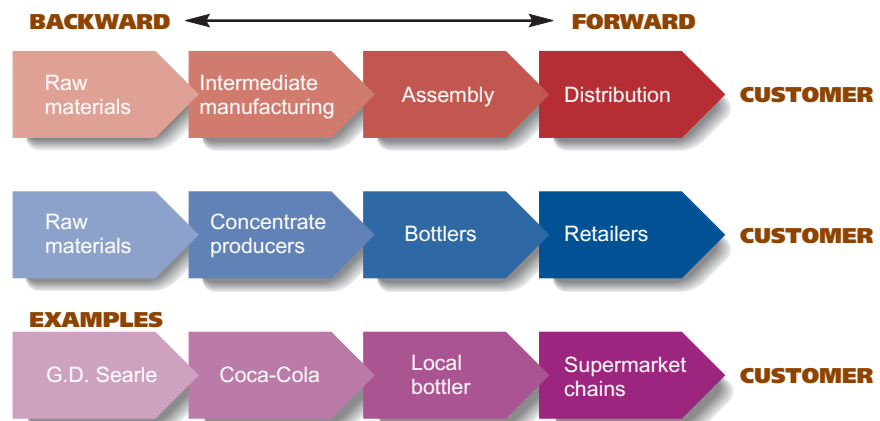 BACKWARD FORWARD
Raw
materials
Intermediate
manufacturing
Assembly
Distribution
CUSTOMER
Raw
materials
Concentrate
producers
Bottlers
Retailers
CUSTOMER
EXAMPLES
G.D. Searle
Coca-Cola
Local
bottler
Supermarket
chains
CUSTOMER